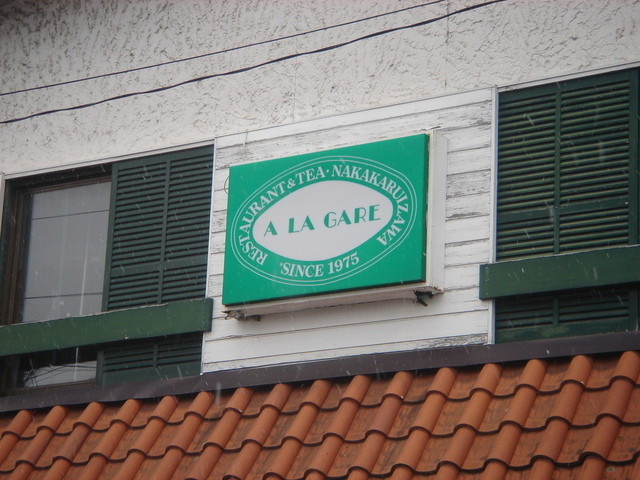 RESTAURANT & TEA · NAKAKARUIZAWA
A LA GARE
'SINCE 1975